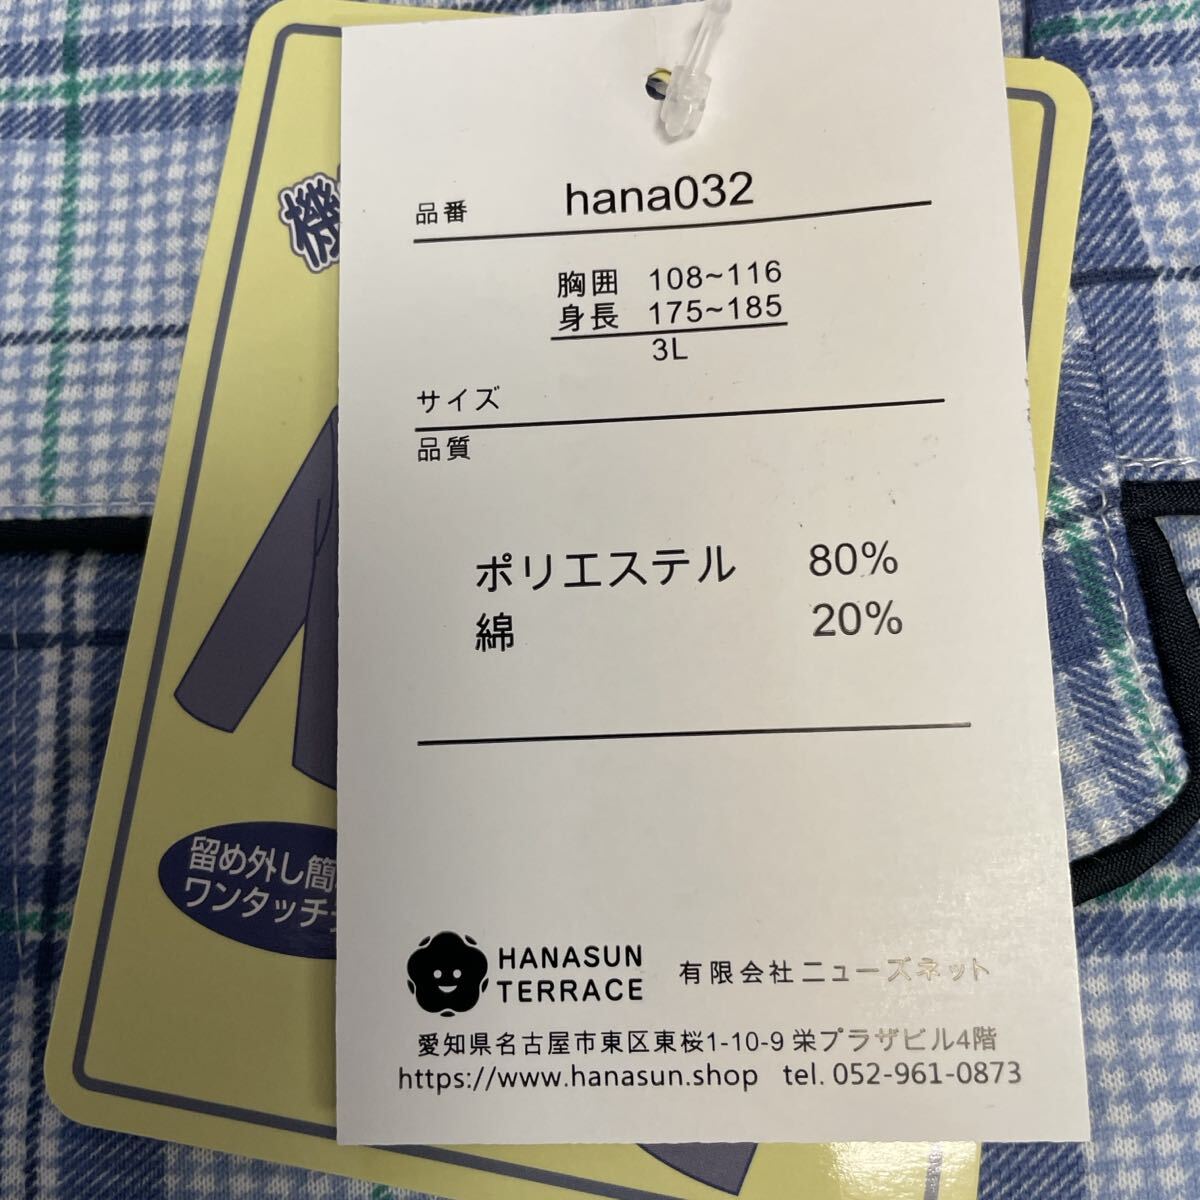 品番 hana032
胸囲 108~116
身長 175~185
3L
サイズ
品質
ポリエステル 80%
綿 20%
HANASUN
TERRACE
有限会社 ニューズネット
愛知県名古屋市東区東桜1-10-9 栄プラザビル4階
https://www.hanasun.shop tel. 052-961-0873
留め外し簡
ワンタッチ